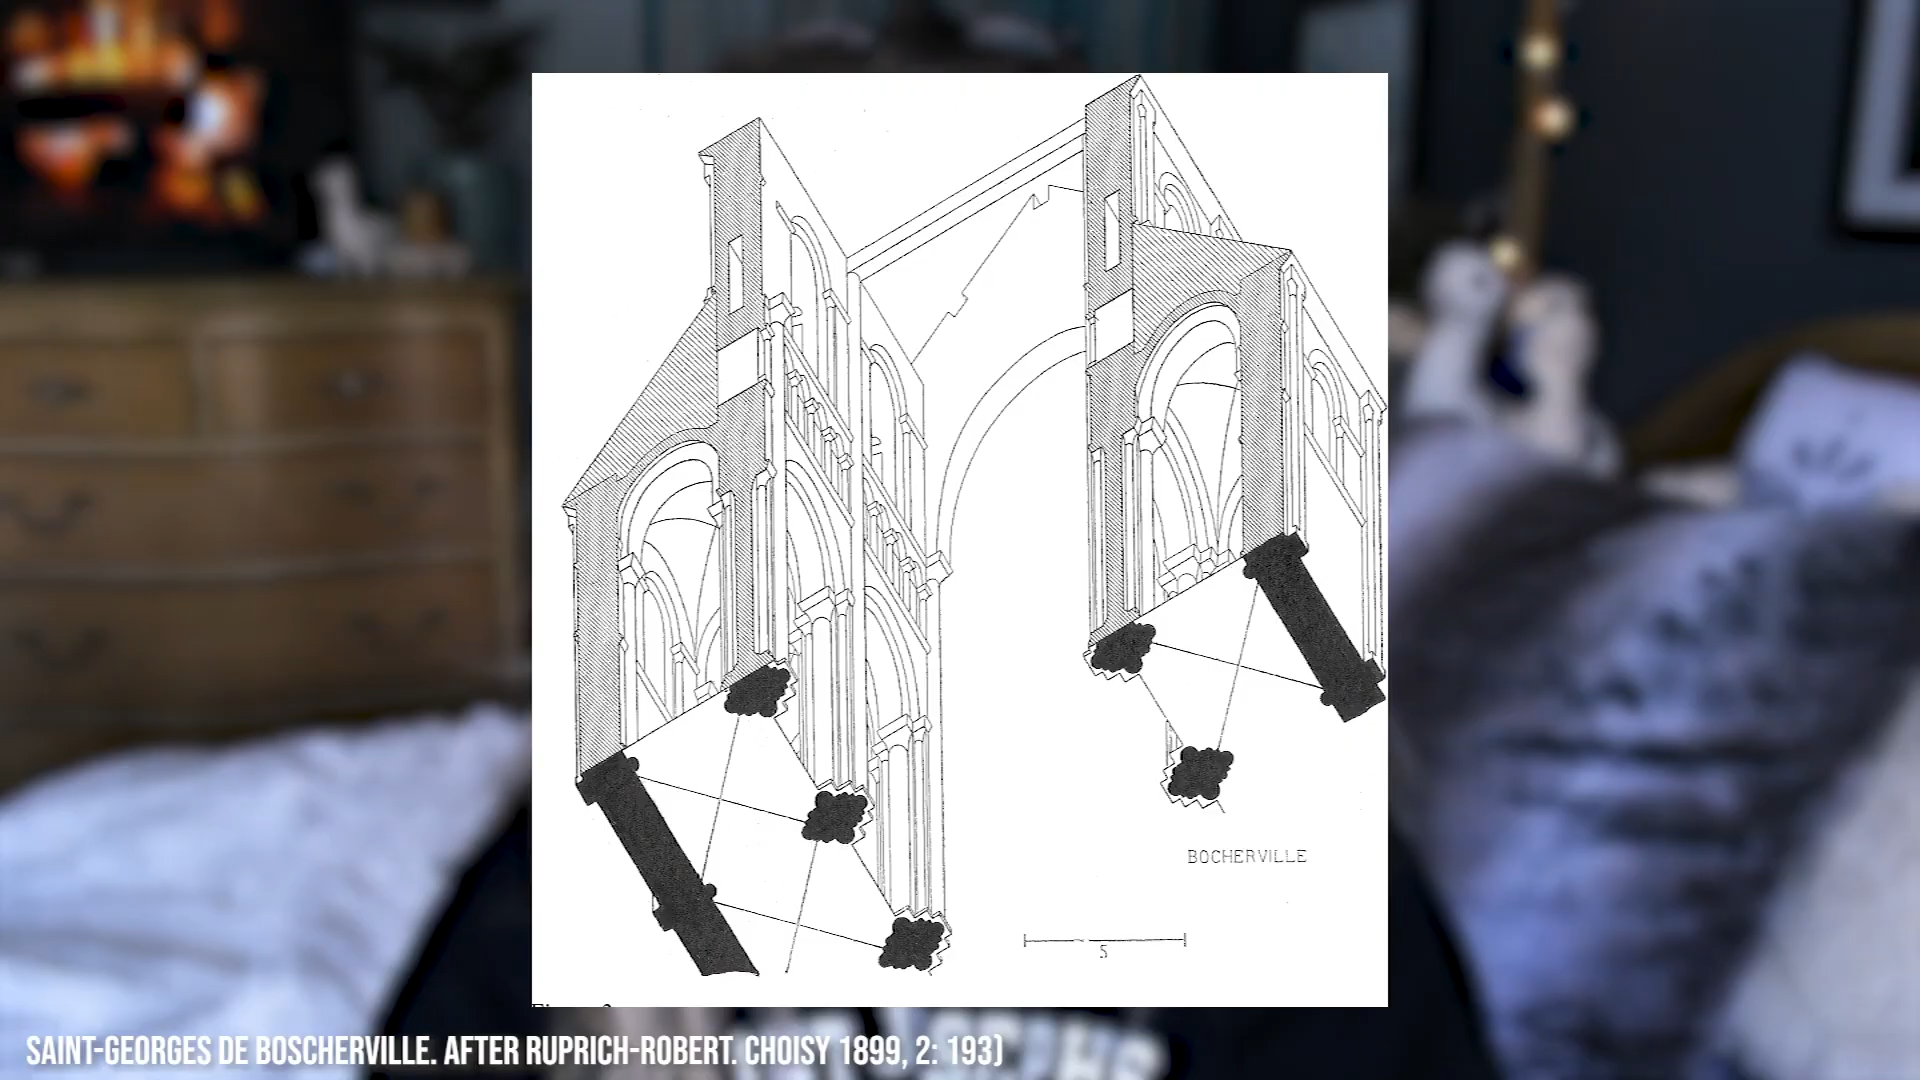 BOCHERVILLE
5
SAINT-GEORGES DE BOSCHERVILLE. AFTER RUPRICH-ROBERT. CHOISY 1899, 2: 193)